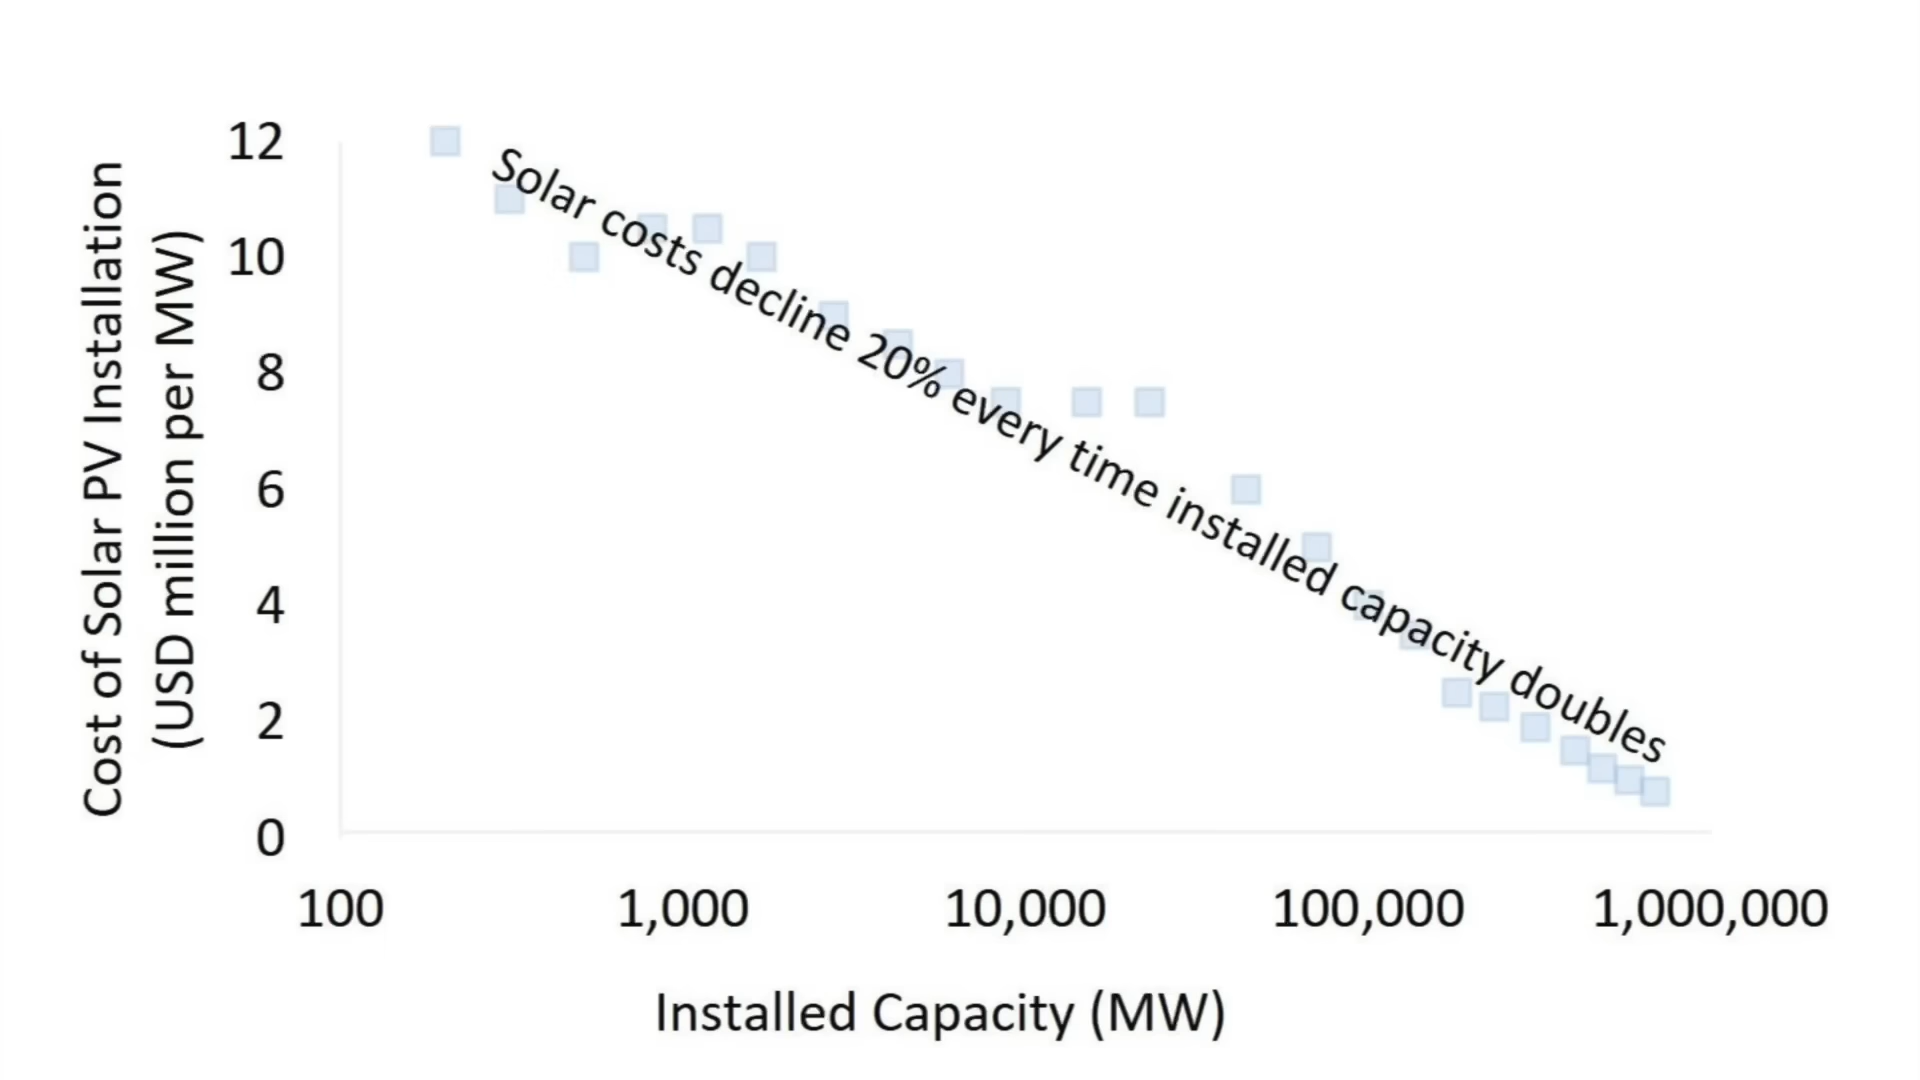 Cost of Solar PV Installation
(USD million per MW)
12
10
8
6
4
2
0
Solar costs decline 20% every time installed capacity doubles
100 1,000 10,000 100,000 1,000,000
Installed Capacity (MW)